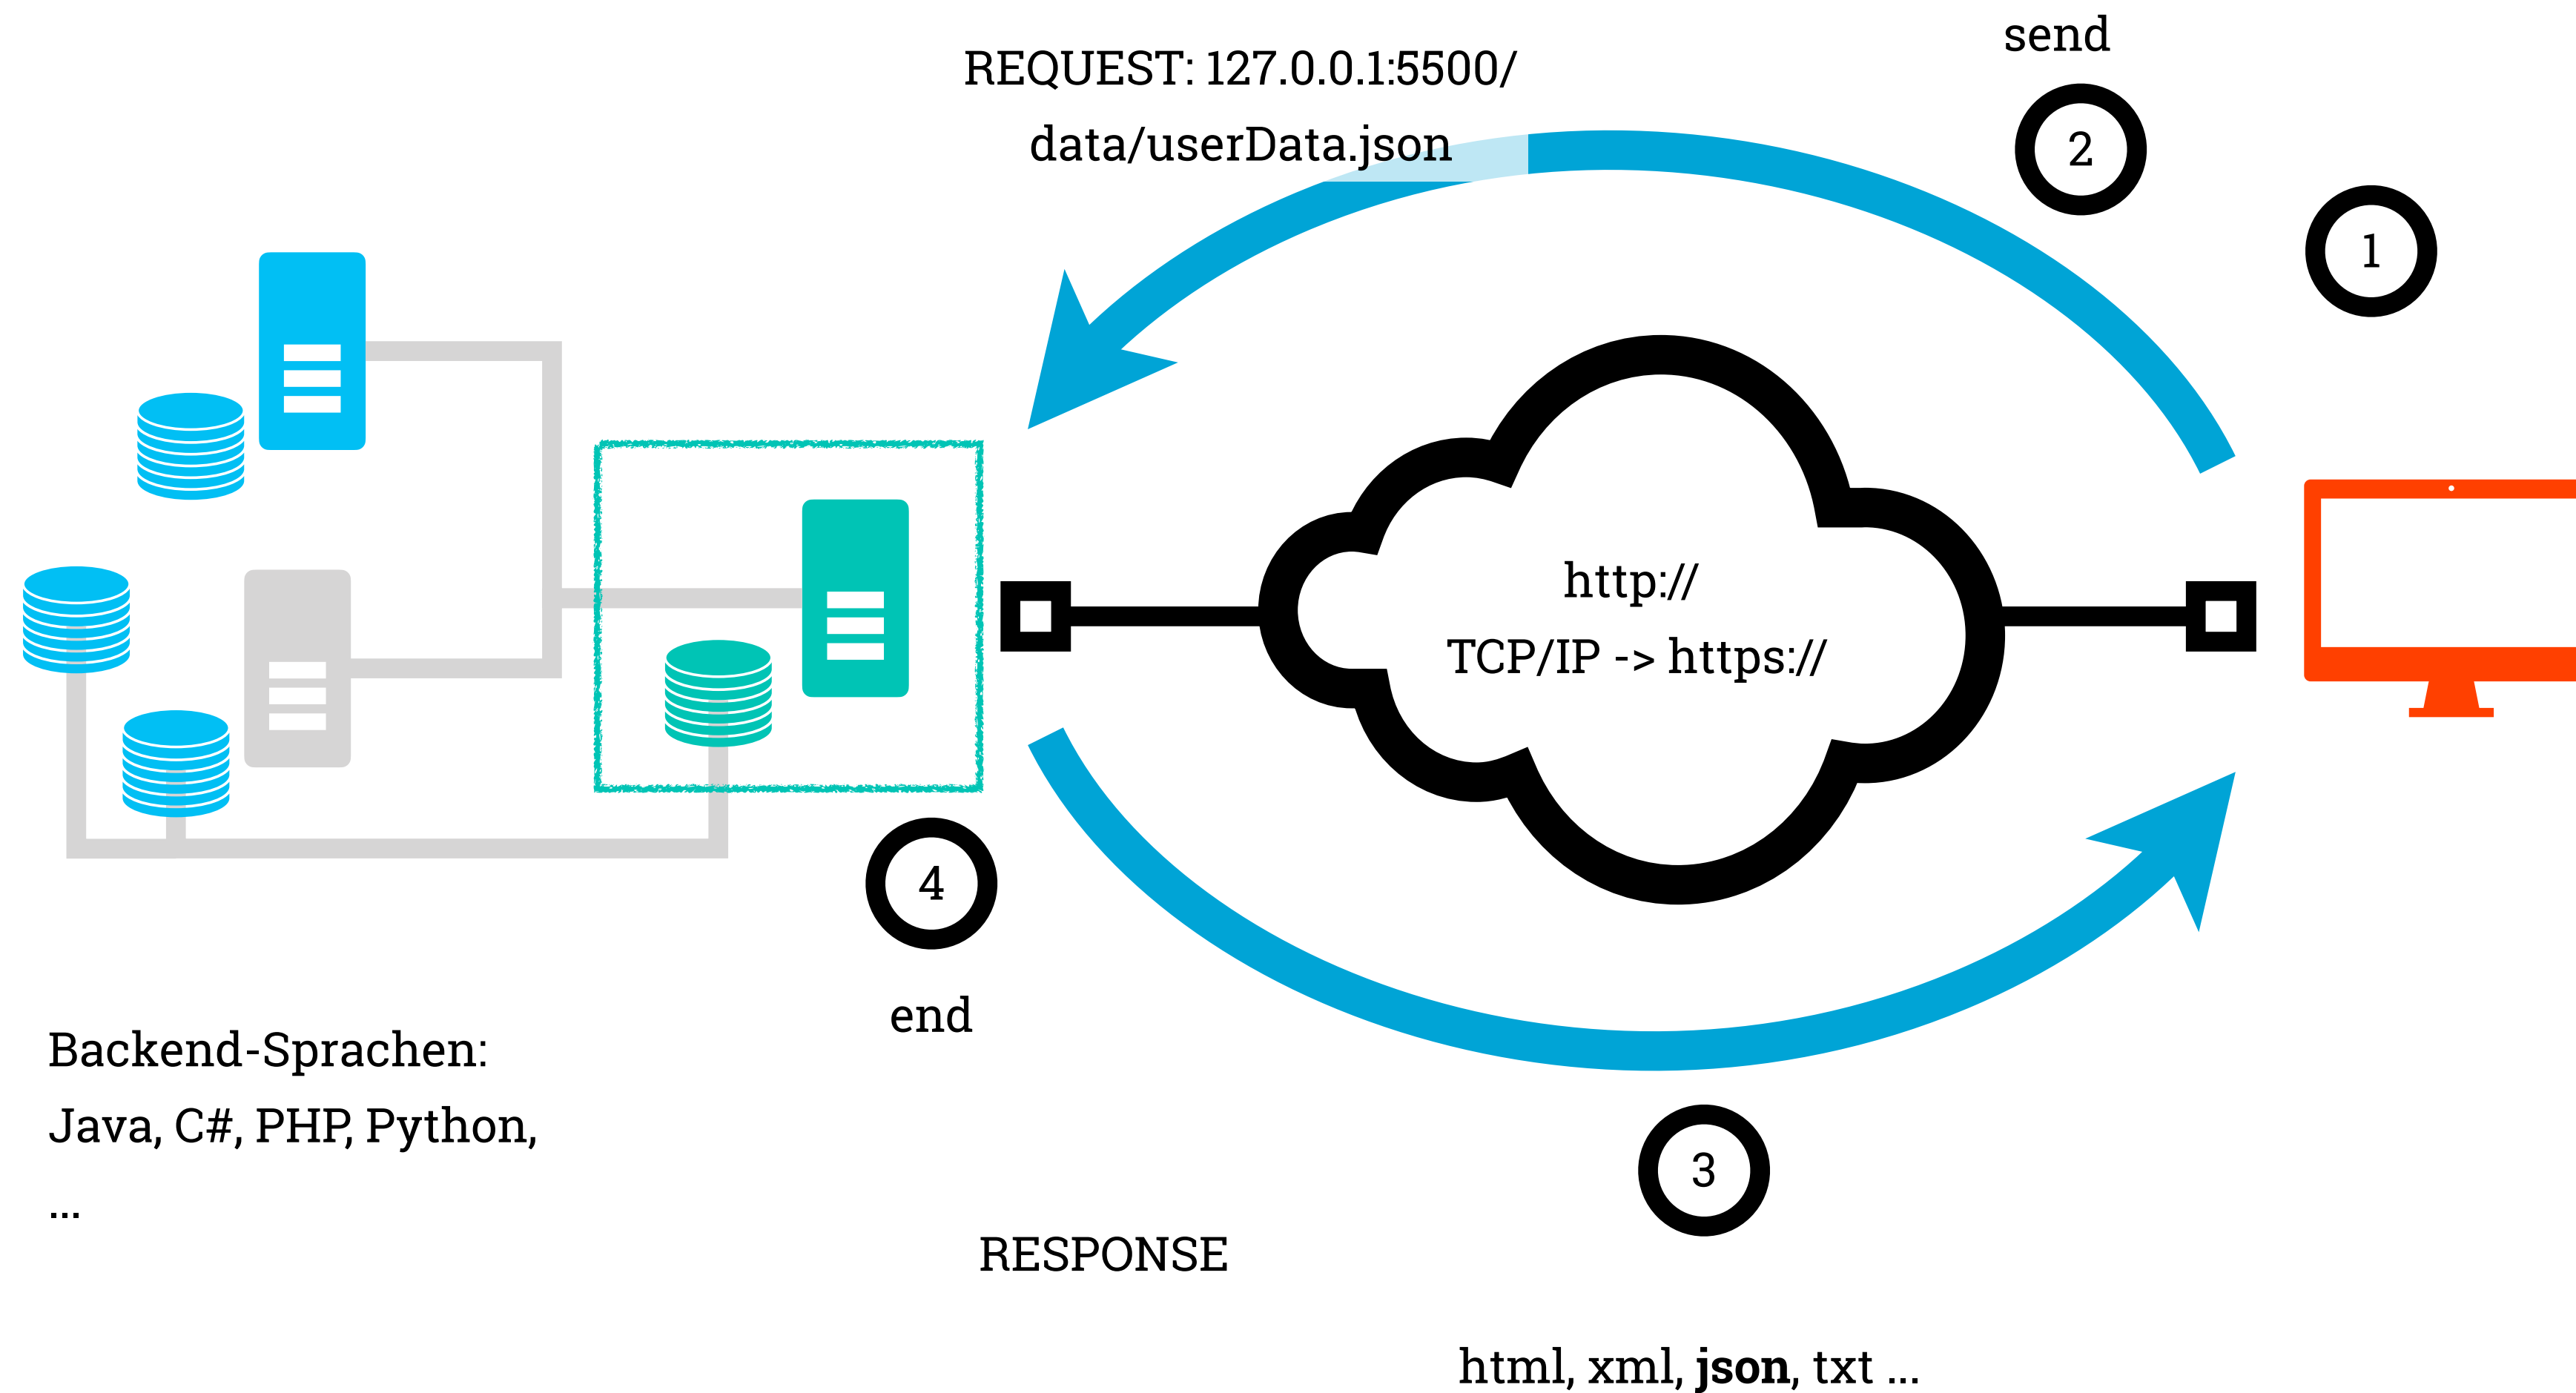 send
REQUEST: 127.0.0.1:5500/
data/userData.json
2
1
http://
TCP/IP -> https://
4
end
Backend-Sprachen:
Java, C#, PHP, Python,
...
3
RESPONSE
html, xml, json, txt ...